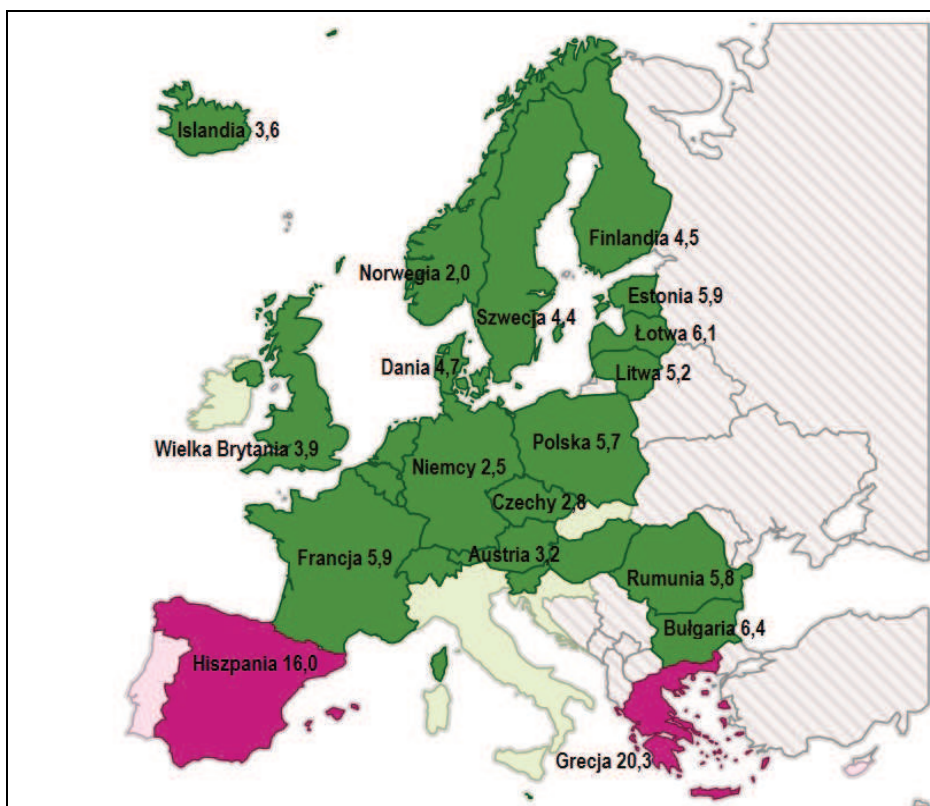 Islandia 3,6
Finlandia 4,5
Norwegia 2,0
Estonia 5,9
Szwecja 4,4
Łotwa 6,1
Dania 4,7
Litwa 5,2
Wielka Brytania 3,9
Polska 5,7
Niemcy 2,5
Czechy 2,8
Francja 5,9
Austria 3,2
Rumunia 5,8
Bułgaria 6,4
Hiszpania 16,0
Grecja 20,3